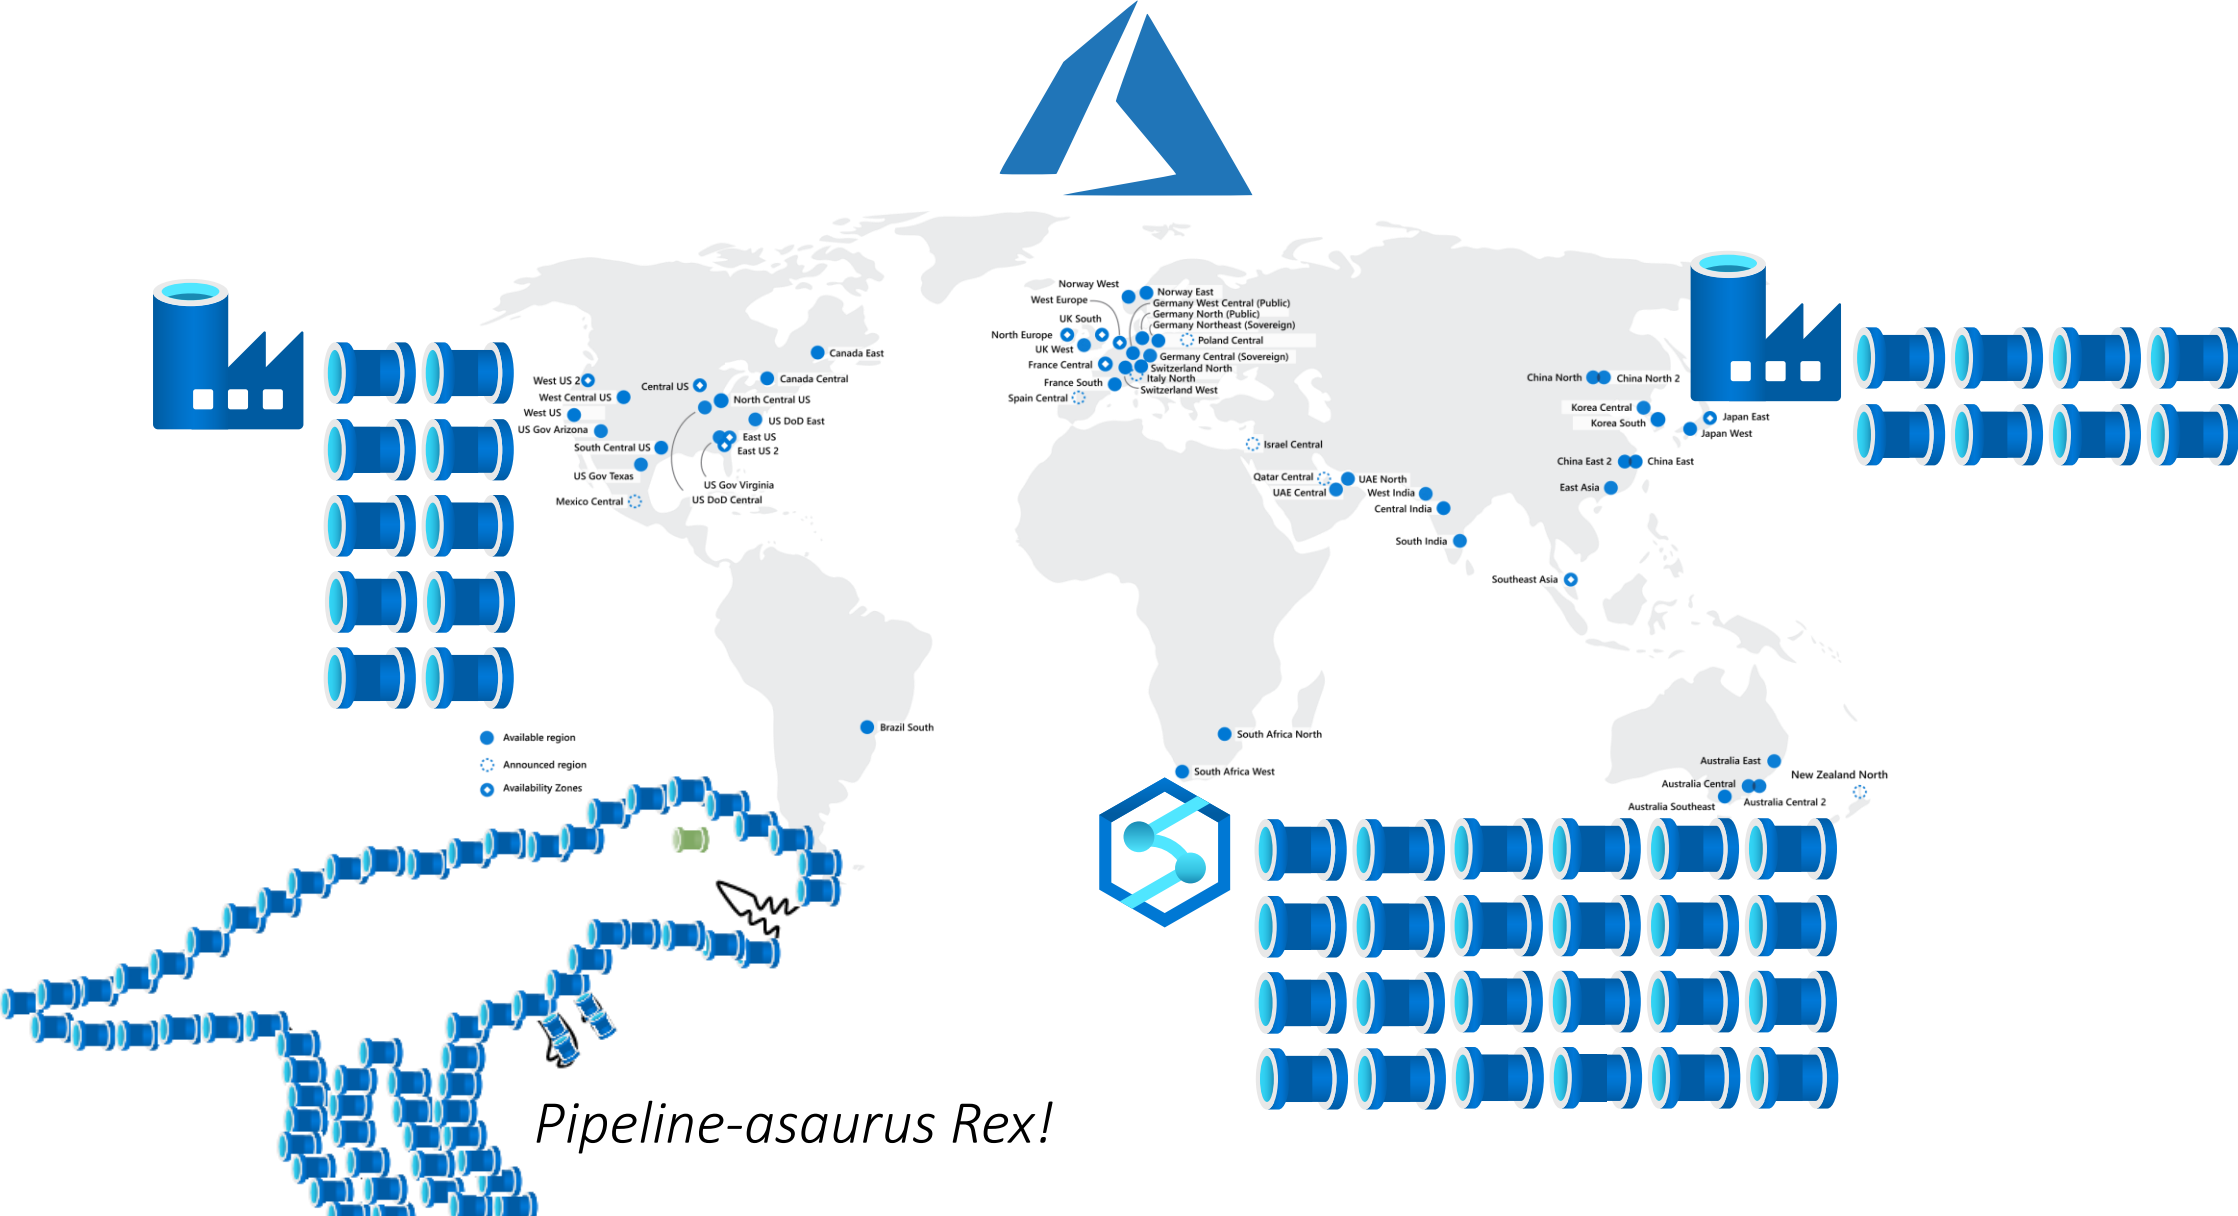 Norway West
Norway East
West Europe
Germany West Central (Public)
Germany North (Public)
UK South
Germany Northeast (Sovereign)
North Europe
Poland Central
UK West
Canada East
Germany Central (Sovereign)
France Central
Switzerland North
Italy North
France South
Switzerland West
Spain Central
West US 2
Central US
Canada Central
West Central US
North Central US
West US
US DoD East
US Gov Arizona
East US
South Central US
East US 2
US Gov Texas
US Gov Virginia
Mexico Central
US DoD Central
China North
China North 2
Korea Central
Korea South
Japan East
Japan West
Israel Central
China East 2
China East
Qatar Central
UAE North
UAE Central
West India
East Asia
Central India
South India
Southeast Asia
Brazil South
South Africa North
South Africa West
Available region
Announced region
Availability Zones
Australia East
New Zealand North
Australia Central
Australia Central 2
Australia Southeast
Pipeline-asaurus Rex!